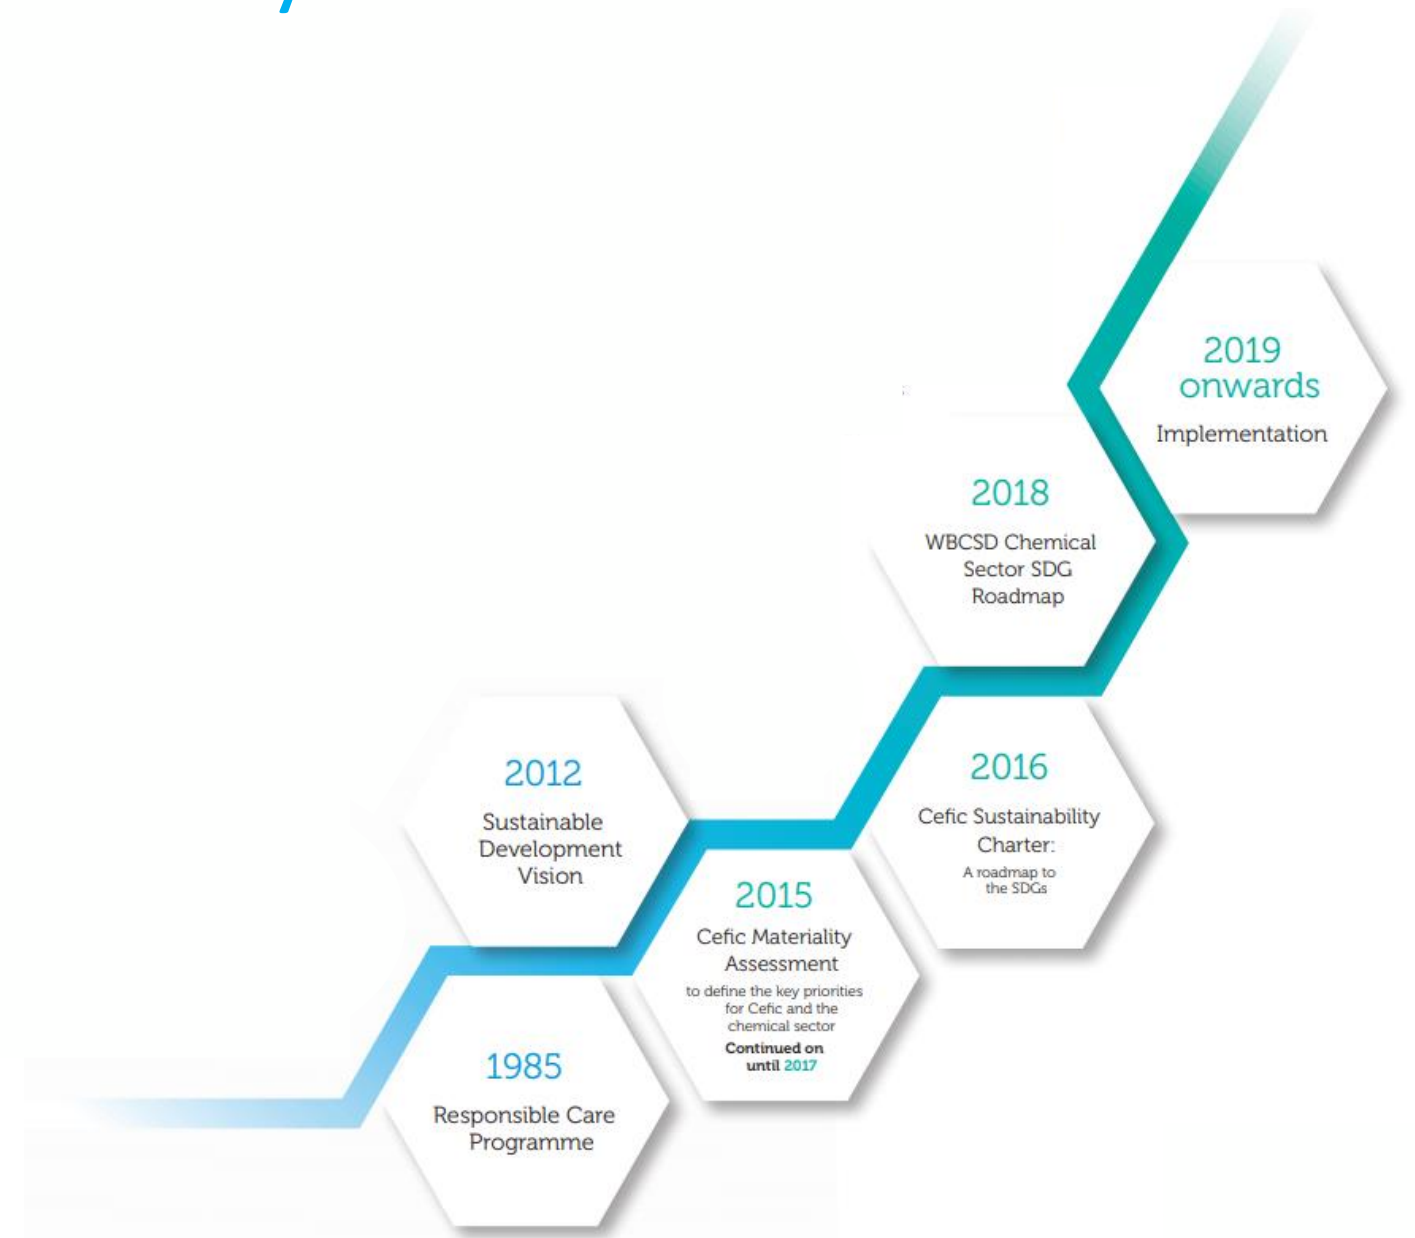 2019
onwards
Implementation
2018
WBCSD Chemical
Sector SDG
Roadmap
2012
Sustainable
Development
Vision
2016
Cefic Sustainability
Charter:
A roadmap to
the SDGs
2015
Cefic Materiality
Assessment
to define the key priorities
for Cefic and the
chemical sector
Continued on
until 2017
1985
Responsible Care
Programme